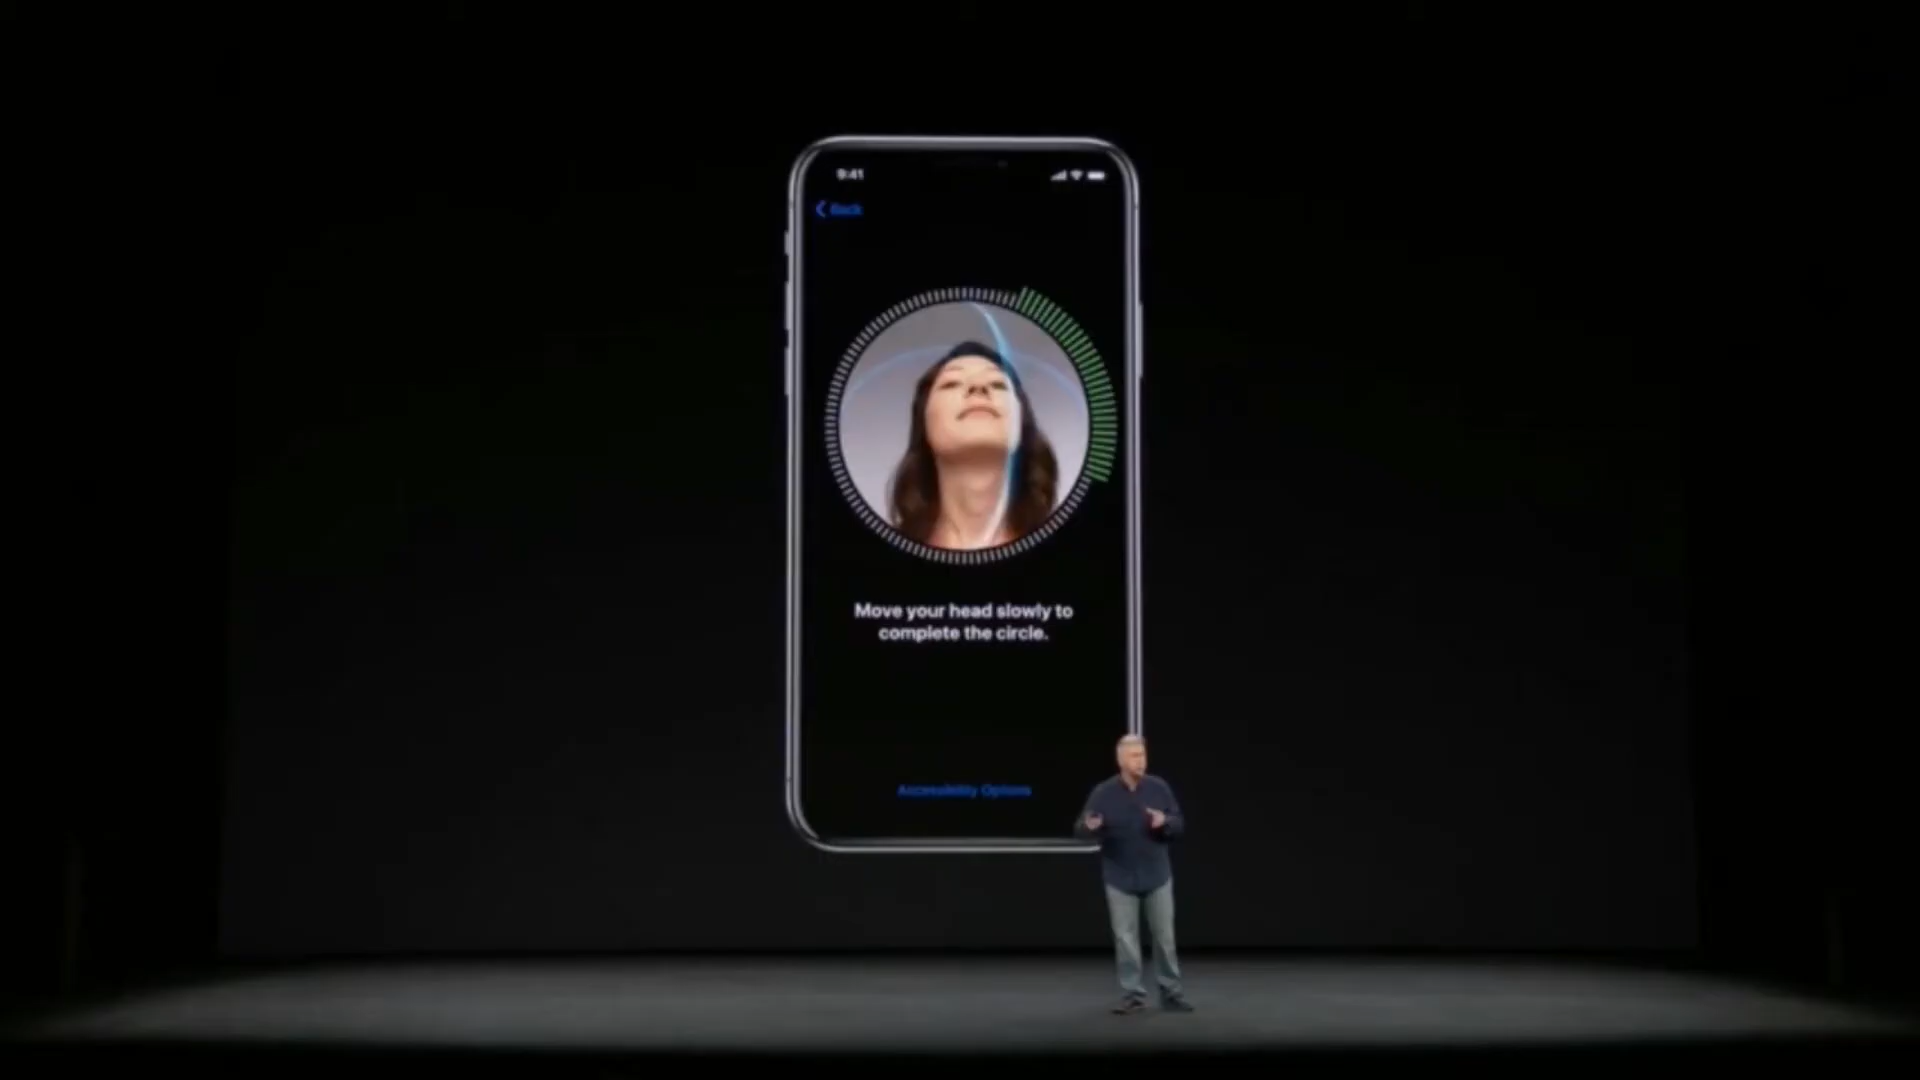 9:41
Back
Move your head slowly to
complete the circle.
Accessibility Options